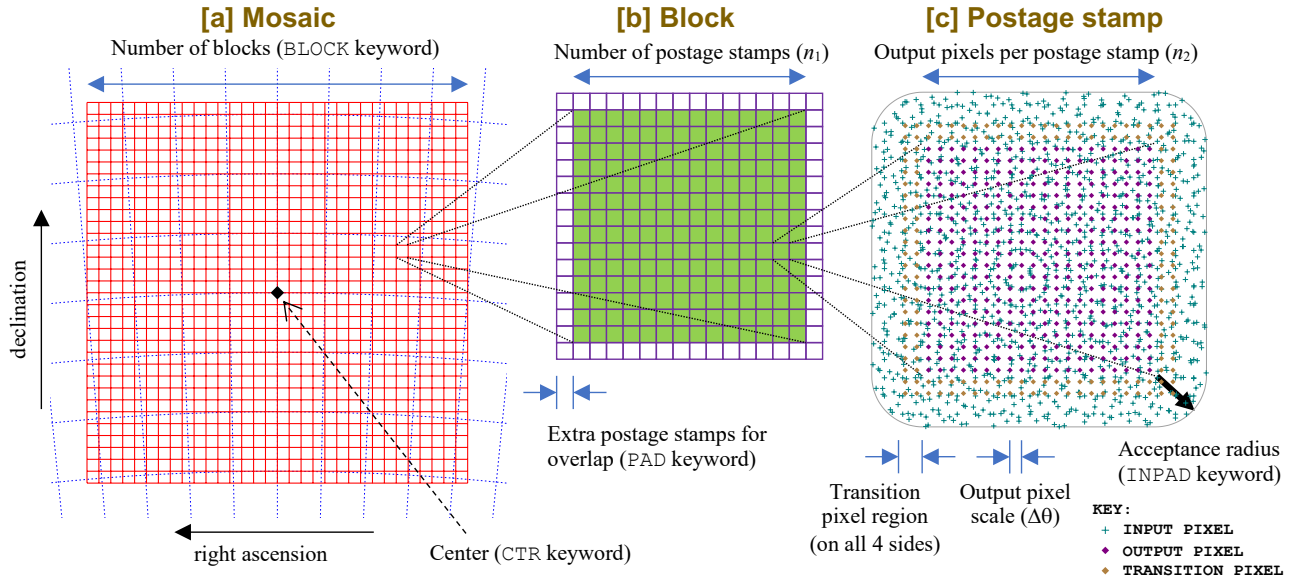 [a] Mosaic
Number of blocks (BLOCK keyword)
declination
right ascension
Center (CTR keyword)
[b] Block
Number of postage stamps (n₁)
Extra postage stamps for
overlap (PAD keyword)
[c] Postage stamp
Output pixels per postage stamp (n₂)
Acceptance radius
(INPAD keyword)
Transition
pixel region
(on all 4 sides)
Output pixel
scale (Δθ)
KEY:
INPUT PIXEL
OUTPUT PIXEL
TRANSITION PIXEL